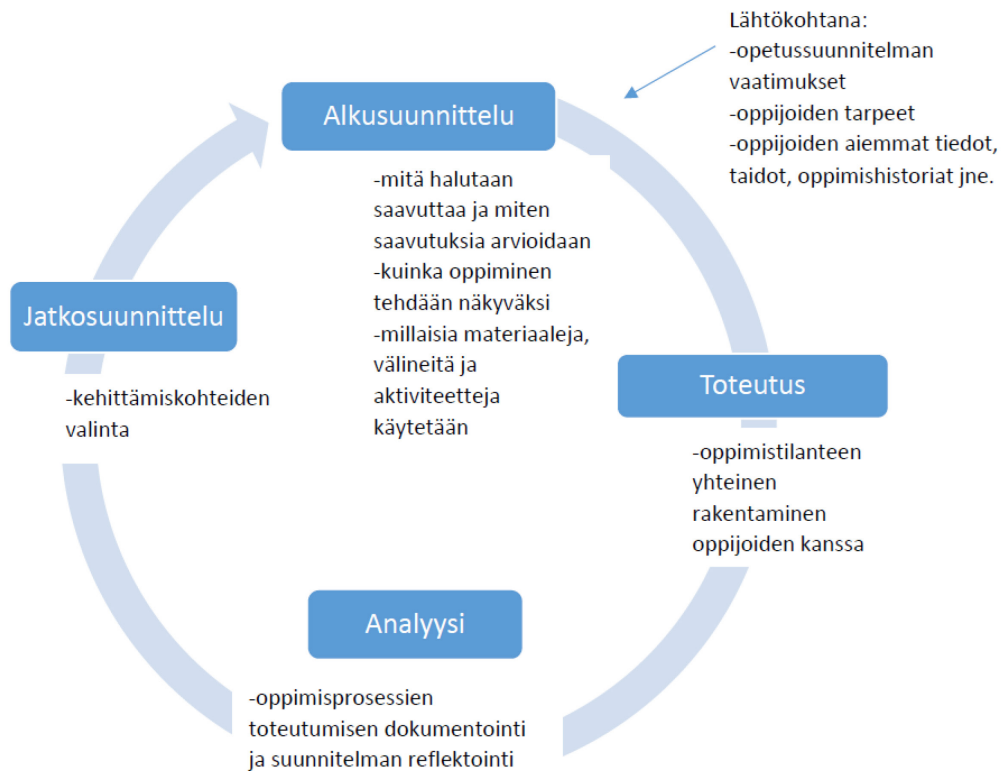 Lähtökohtana:
-opetussuunnitelman
vaatimukset
-oppijoiden tarpeet
-oppijoiden aiemmat tiedot,
taidot, oppimishistoriat jne.
Alkusuunnittelu
-mitä halutaan
saavuttaa ja miten
saavutuksia arvioidaan
-kuinka oppiminen
tehdään näkyväksi
-millaisia materiaaleja,
välineitä ja
aktiviteetteja
käytetään
Toteutus
-oppimistilanteen
yhteinen
rakentaminen
oppijoiden kanssa
Analyysi
-oppimisprosessien
toteutumisen dokumentointi
ja suunnitelman reflektointi
Jatkosuunnittelu
-kehittämiskohteiden
valinta